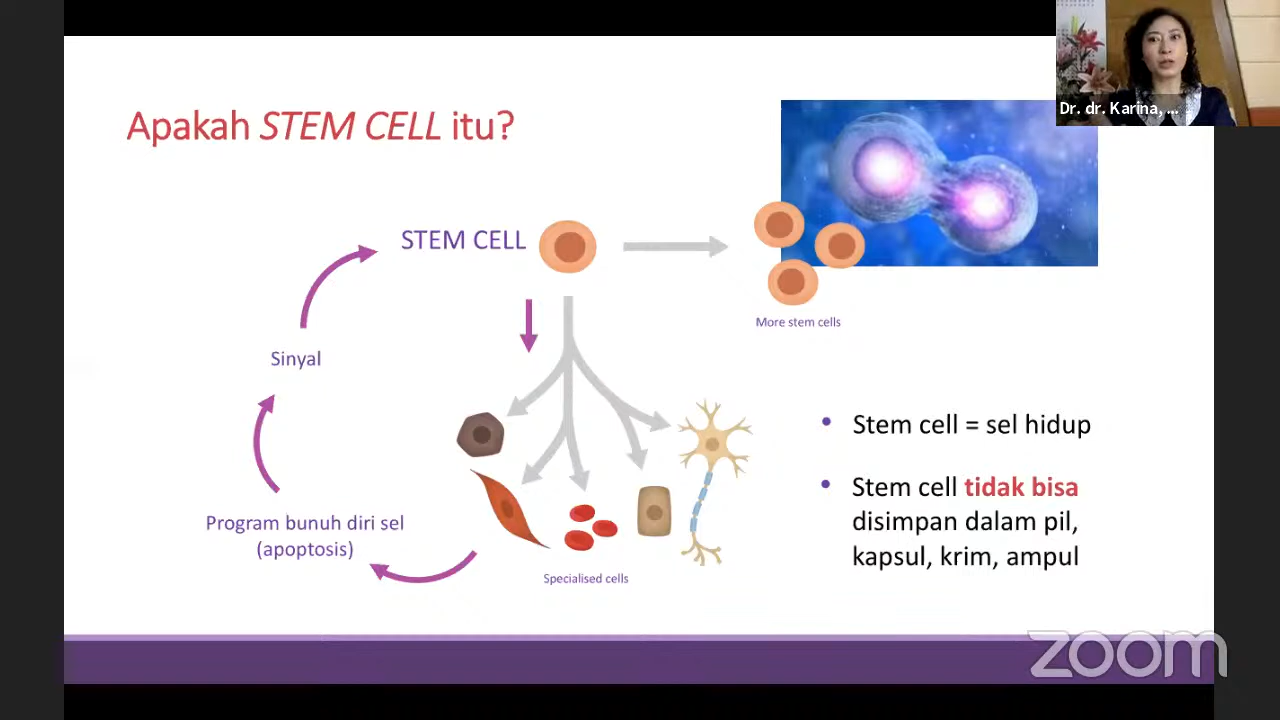 Dr. dr. Karina, ...
Apakah STEM CELL itu?
STEM CELL
More stem cells
Sinyal
Program bunuh diri sel
(apoptosis)
Specialised cells
• Stem cell = sel hidup
• Stem cell tidak bisa
disimpan dalam pil,
kapsul, krim, ampul
zoom